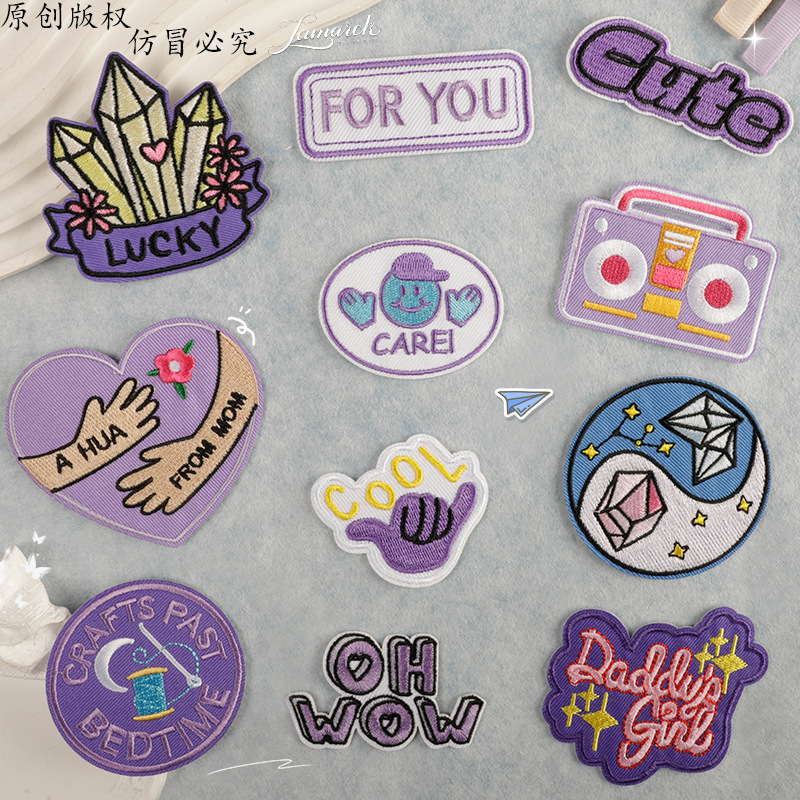 原创版权
仿冒必究
Lamarck
FOR YOU
Cute
LUCKY
CARE!
A HUA
FROM MOM
COOL
CRAFTS PAST
BEDTIME
OH
WOW
Daddy's
Girl